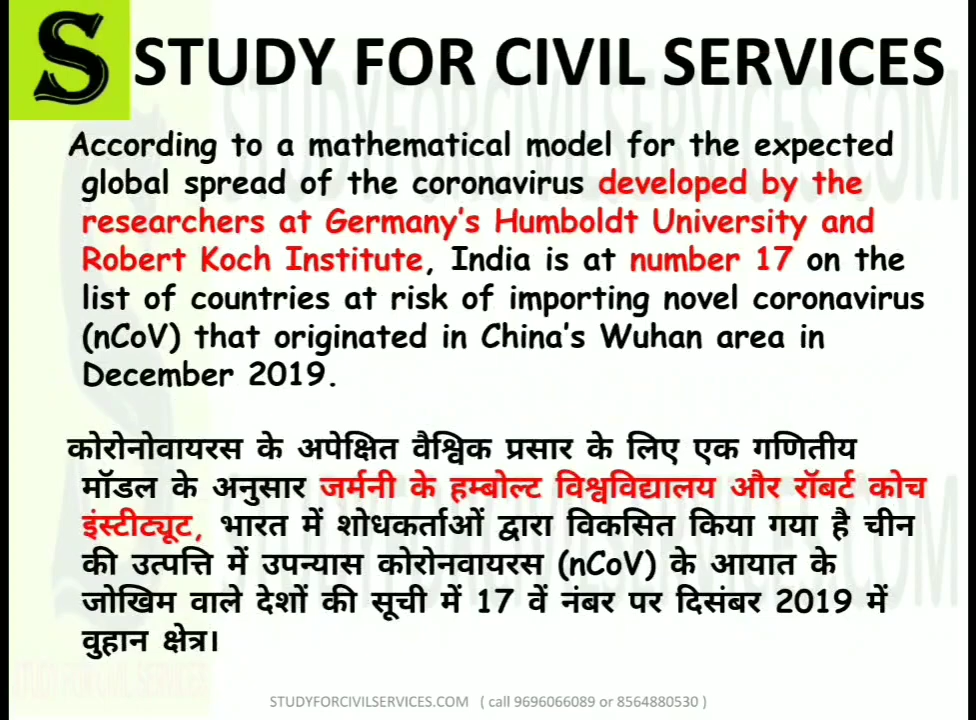 S STUDY FOR CIVIL SERVICES
According to a mathematical model for the expected
global spread of the coronavirus developed by the
researchers at Germany's Humboldt University and
Robert Koch Institute, India is at number 17 on the
list of countries at risk of importing novel coronavirus
(nCoV) that originated in China's Wuhan area in
December 2019.
कोरोनोवायरस के अपेक्षित वैश्विक प्रसार के लिए एक गणितीय
मॉडल के अनुसार जर्मनी के हम्बोल्ट विश्वविद्यालय और रॉबर्ट कोच
इंस्टीट्यूट, भारत में शोधकर्ताओं द्वारा विकसित किया गया है चीन
की उत्पत्ति में उपन्यास कोरोनवायरस (nCoV) के आयात के
जोखिम वाले देशों की सूची में 17 वें नंबर पर दिसंबर 2019 में
वुहान क्षेत्र।
STUDYFORCIVILSERVICES.COM ( call 9696066089 or 8564880530 )